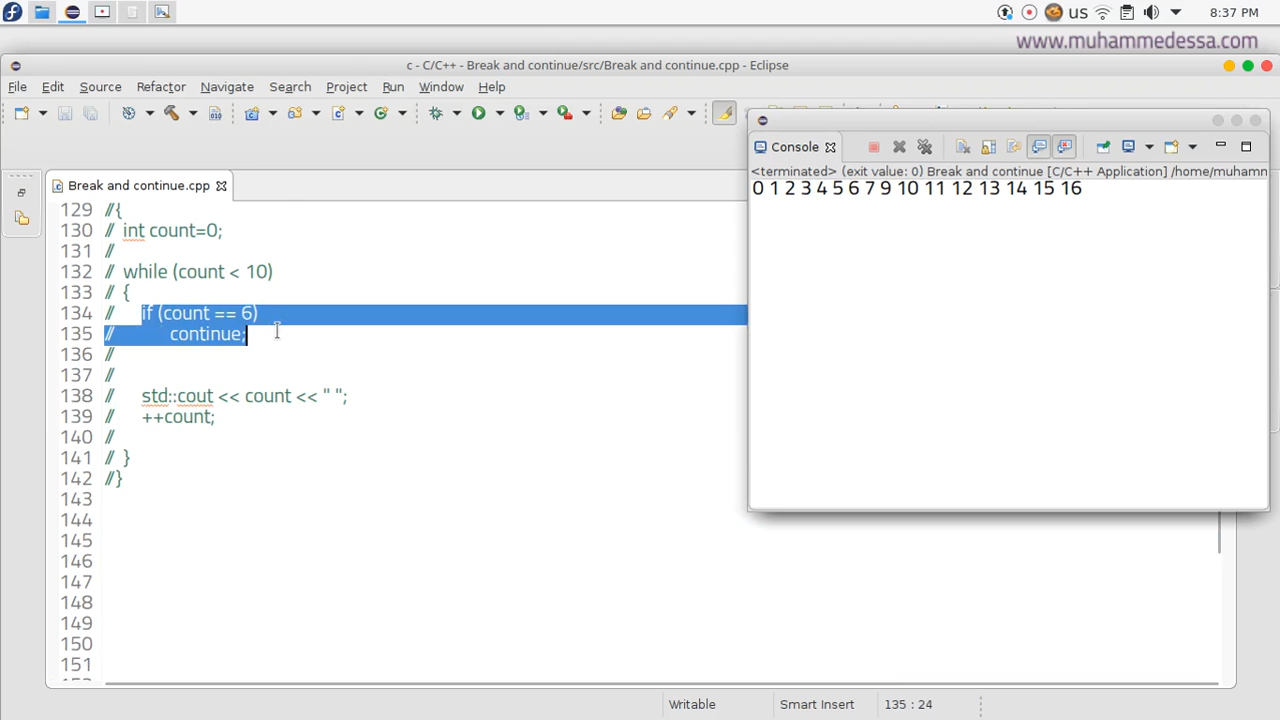 us
8:37 PM
www.muhammedessa.com
c - C/C++ - Break and continue/src/Break and continue.cpp - Eclipse
File Edit Source Refactor Navigate Search Project Run Window Help
Console
<terminated> (exit value: 0) Break and continue [C/C++ Application] /home/muhamn
0 1 2 3 4 5 6 7 9 10 11 12 13 14 15 16
Break and continue.cpp
129 //{
130 // int count=0;
131 //
132 // while (count < 10)
133 // {
134 // if (count == 6)
135 // continue;
136 //
137 //
138 // std::cout << count << " ";
139 // ++count;
140 //
141 // }
142 //}
143
144
145
146
147
148
149
150
151
Writable
Smart Insert
135 : 24